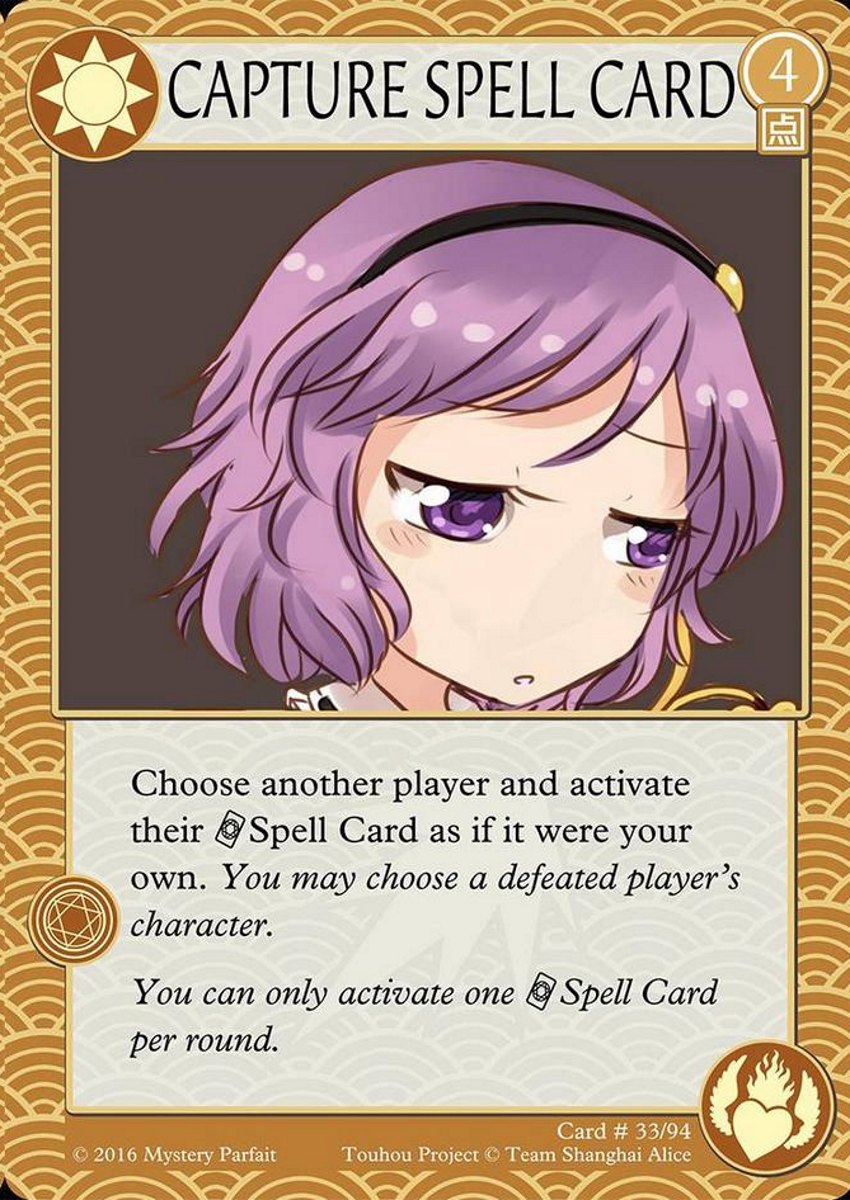 CAPTURE SPELL CARD
4
点
Choose another player and activate
their Spell Card as if it were your
own. You may choose a defeated player's
character.
You can only activate one Spell Card
per round.
Card # 33/94
© 2016 Mystery Parfait
Touhou Project © Team Shanghai Alice